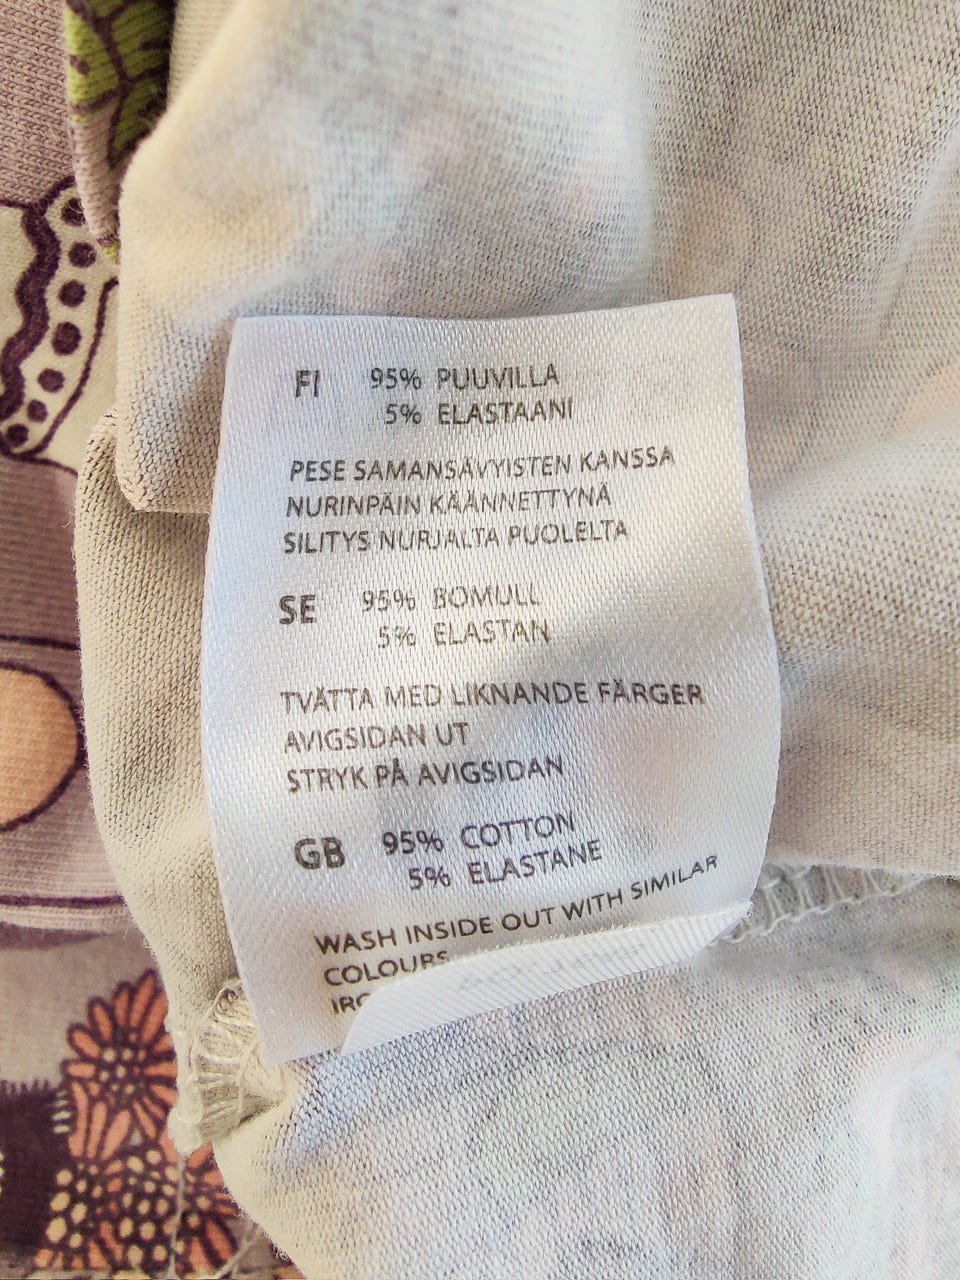 FI 95% PUUVILLA
5% ELASTAANI
PESE SAMANSÄVYISTEN KANSSA
NURINPÄIN KÄÄNNETTYNÄ
SILITYS NURJALTA PUOLELTA
SE 95% BOMULL
5% ELASTAN
TVÄTTA MED LIKNANDE FÄRGER
AVIGSIDAN UT
STRYK PÅ AVIGSIDAN
GB 95% COTTON
5% ELASTANE
WASH INSIDE OUT WITH SIMILAR
COLOURS